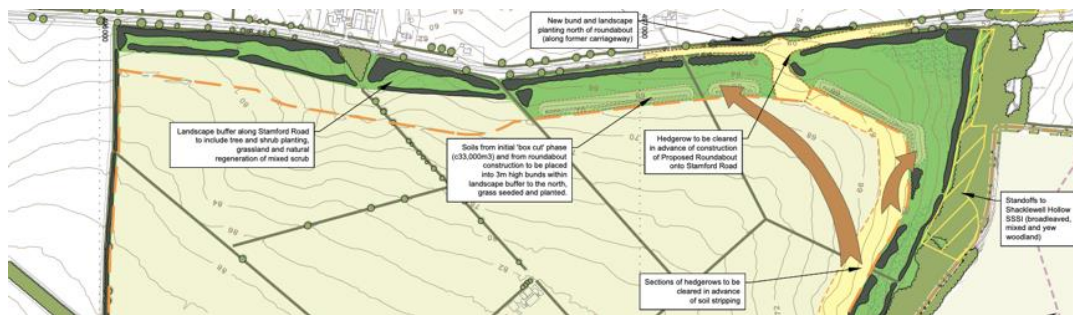 New bund and landscape
planting north of roundabout
(along former carriageway)
Landscape buffer along Stamford Road
to include tree and shrub planting,
grassland and natural
regeneration of mixed scrub
Soils from initial 'box cut' phase
(c33,000m3) and from roundabout
construction to be placed
into 3m high bunds within
landscape buffer to the north,
grass seeded and planted.
Hedgerow to be cleared
in advance of
construction of
Proposed Roundabout
onto Stamford Road
Standoffs to
Shacklewell Hollow
SSSI (broadleaved,
mixed and yew
woodland)
Sections of hedgerows to be
cleared in advance
of soil stripping